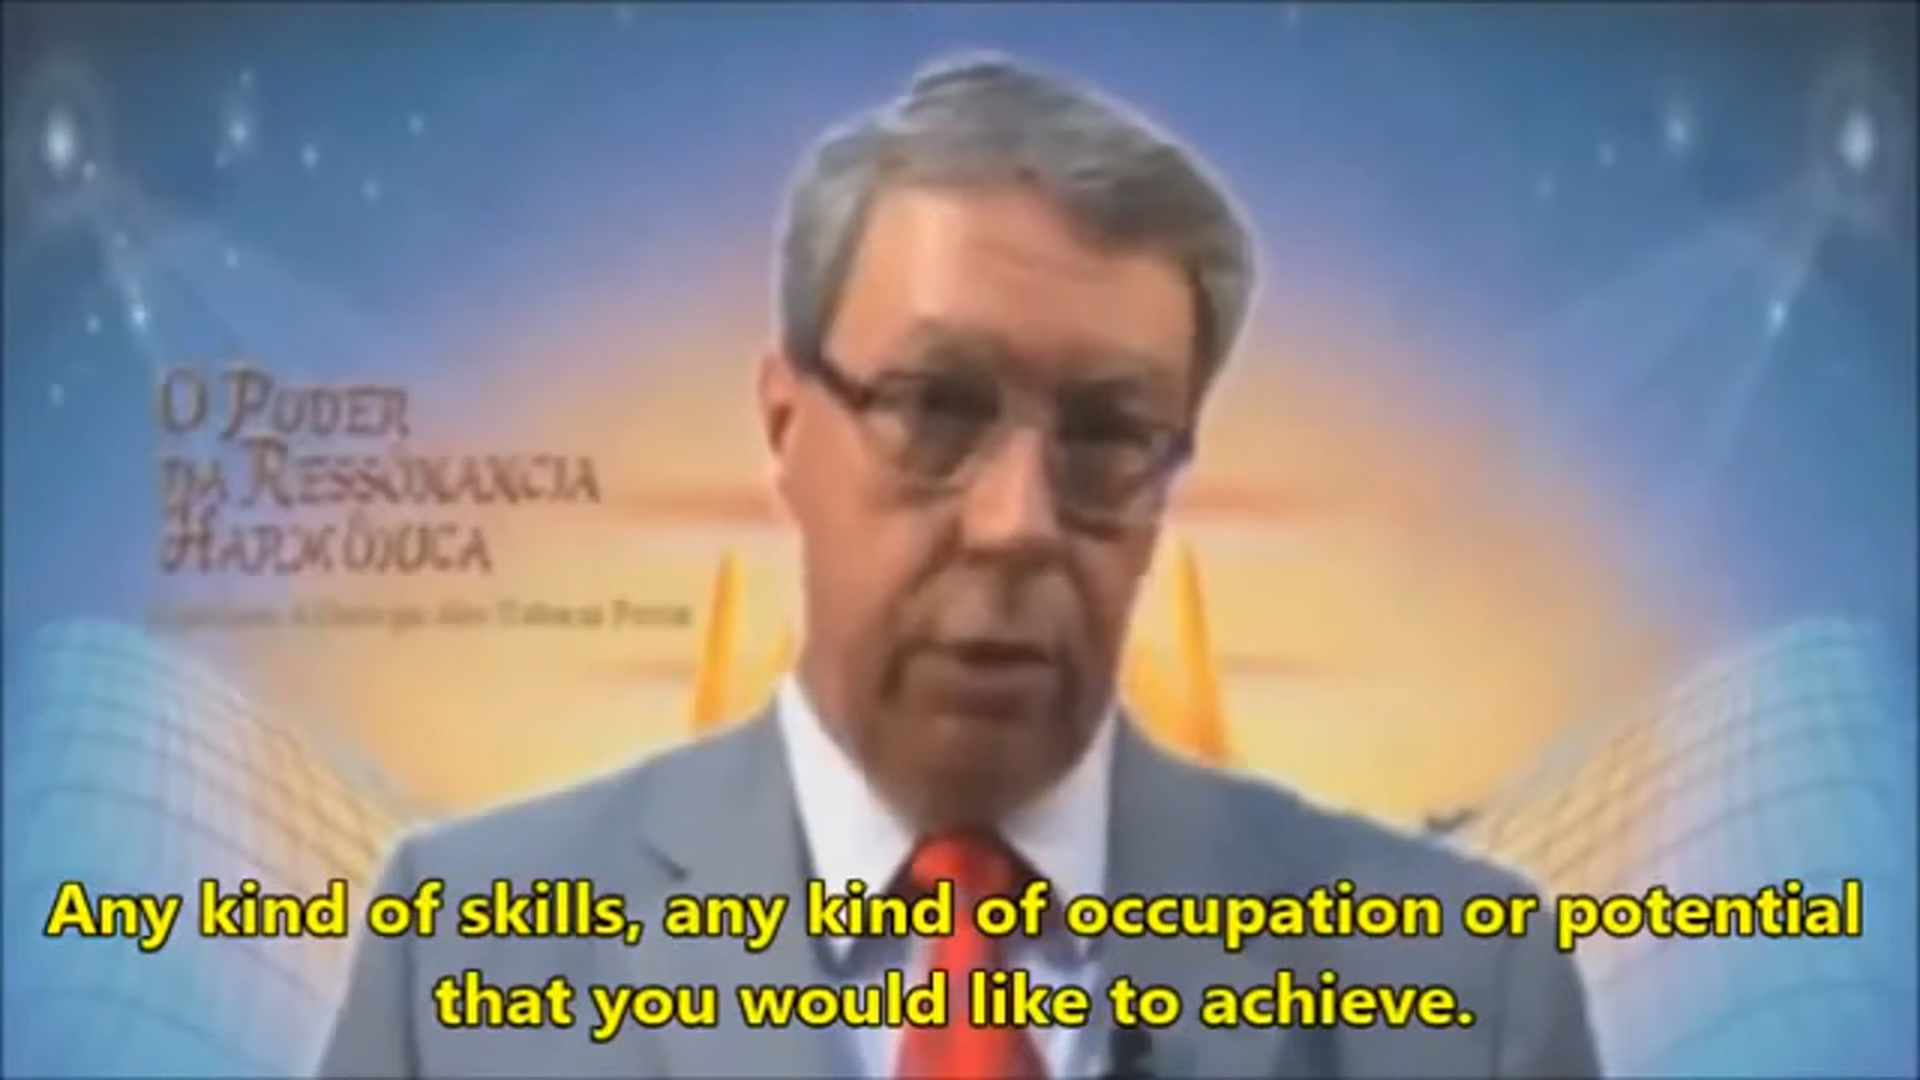 O PODER
DA RESSONANCIA
HARMÔNICA
Any kind of skills, any kind of occupation or potential
that you would like to achieve.